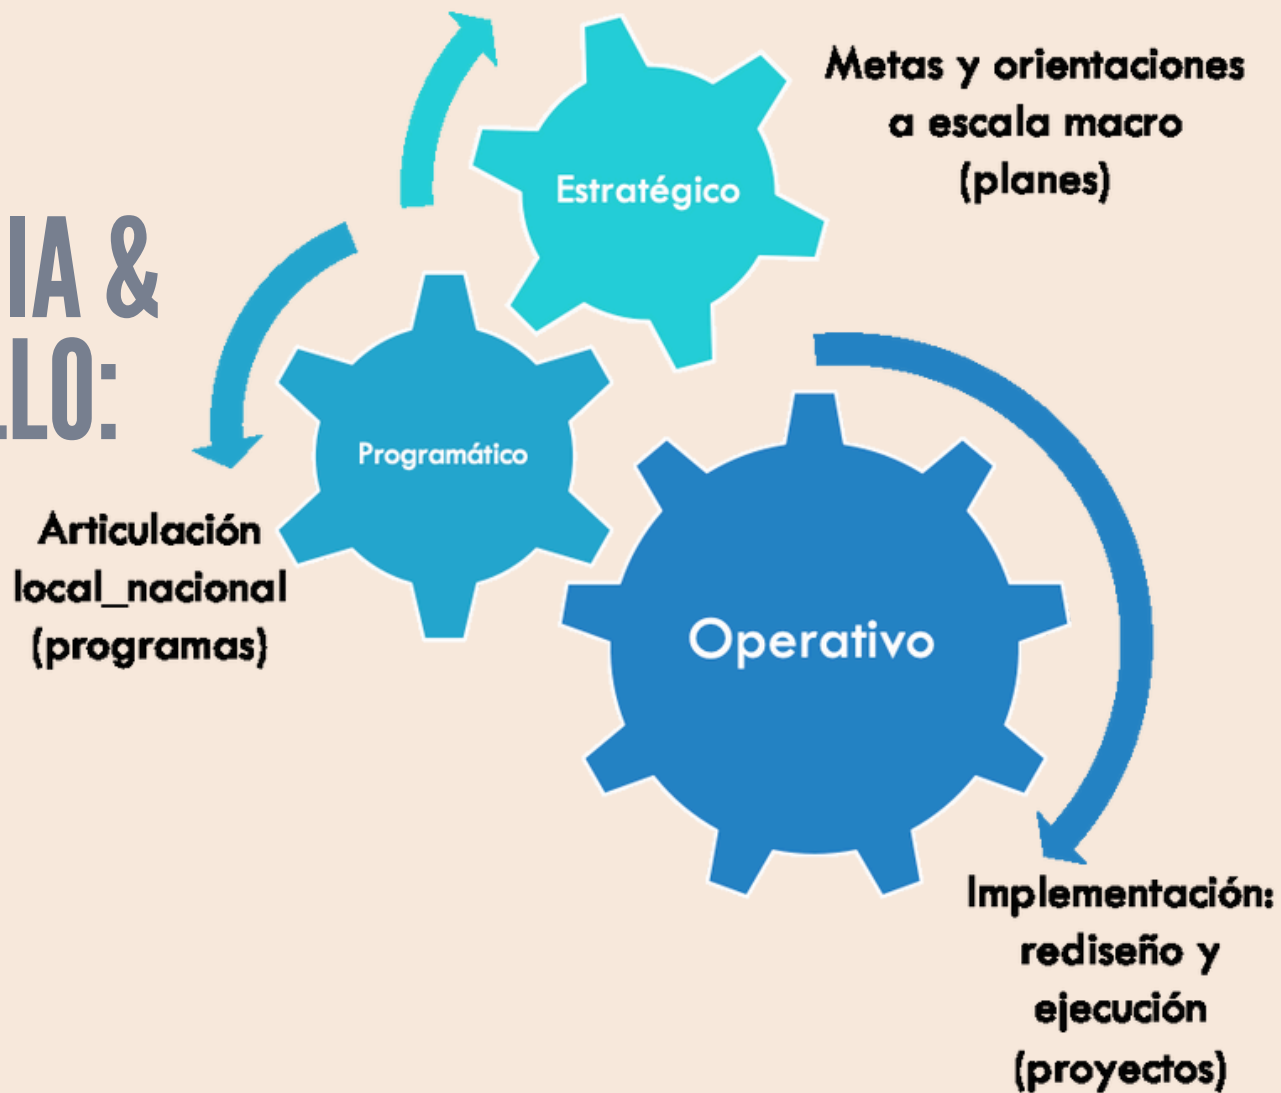 Metas y orientaciones
a escala macro
(planes)
Estratégico
IA &
LLO:
Programático
Articulación
local_nacional
(programas)
Operativo
Implementación:
rediseño y
ejecución
(proyectos)